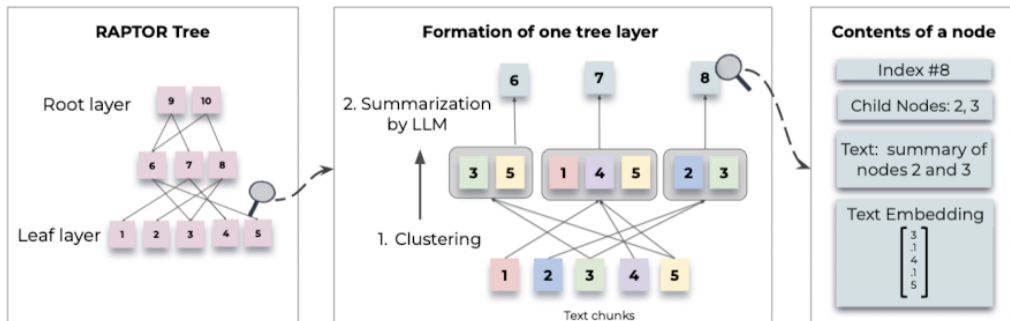 RAPTOR Tree
Root layer
9 10
6 7 8
Leaf layer
1 2 3 4 5
Formation of one tree layer
6 7 8
2. Summarization
by LLM
3 5 1 4 5 2 3
1. Clustering
1 2 3 4 5
Text chunks
Contents of a node
Index #8
Child Nodes: 2, 3
Text: summary of
nodes 2 and 3
Text Embedding
3
.1
4
.1
5